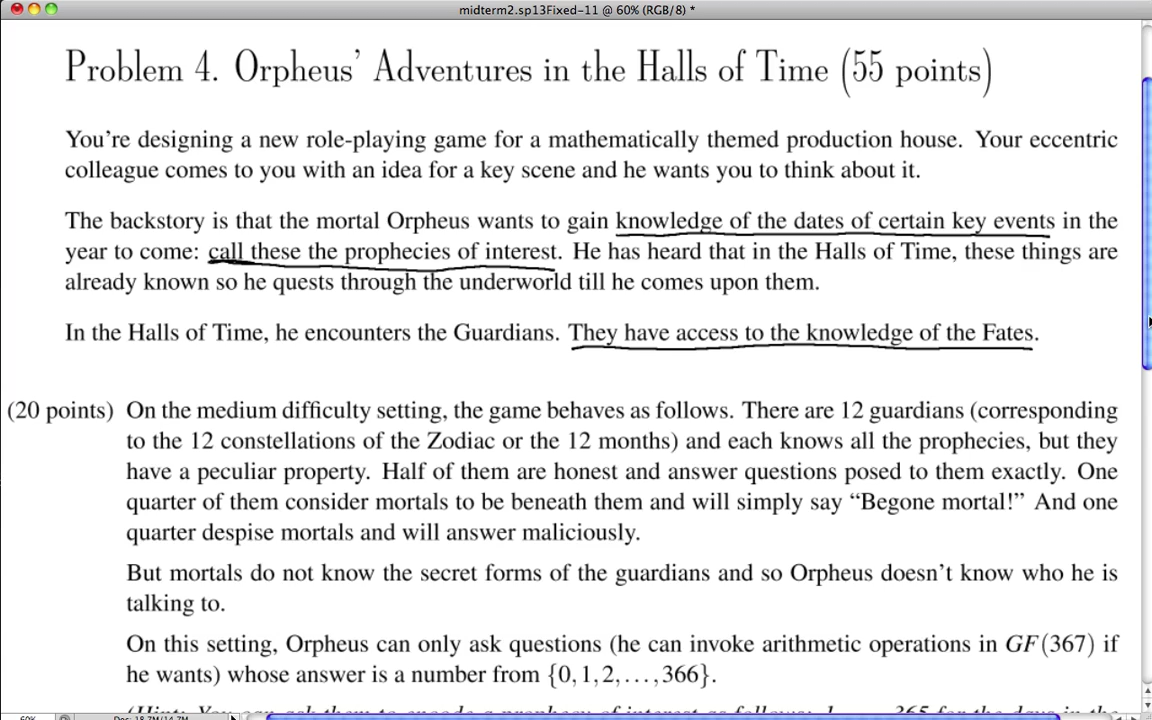 midterm2.sp13Fixed-11 @ 60% (RGB/8) *
Problem 4. Orpheus' Adventures in the Halls of Time (55 points)
You're designing a new role-playing game for a mathematically themed production house. Your eccentric
colleague comes to you with an idea for a key scene and he wants you to think about it.
The backstory is that the mortal Orpheus wants to gain knowledge of the dates of certain key events in the
year to come: call these the prophecies of interest. He has heard that in the Halls of Time, these things are
already known so he quests through the underworld till he comes upon them.
In the Halls of Time, he encounters the Guardians. They have access to the knowledge of the Fates.
(20 points) On the medium difficulty setting, the game behaves as follows. There are 12 guardians (corresponding
to the 12 constellations of the Zodiac or the 12 months) and each knows all the prophecies, but they
have a peculiar property. Half of them are honest and answer questions posed to them exactly. One
quarter of them consider mortals to be beneath them and will simply say “Begone mortal!” And one
quarter despise mortals and will answer maliciously.
But mortals do not know the secret forms of the guardians and so Orpheus doesn't know who he is
talking to.
On this setting, Orpheus can only ask questions (he can invoke arithmetic operations in GF(367) if
he wants) whose answer is a number from {0,1,2,...,366}.